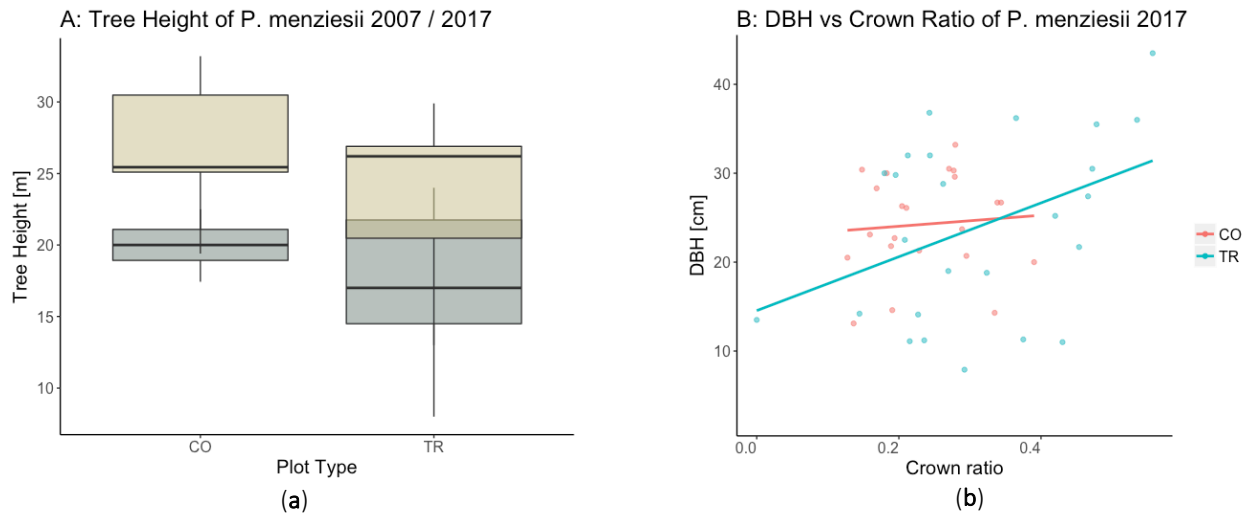 A: Tree Height of P. menziesii 2007 / 2017
Tree Height [m]
30
25
20
15
10
CO
TR
Plot Type
(a)
B: DBH vs Crown Ratio of P. menziesii 2017
DBH [cm]
40
30
20
10
0.0
0.2
0.4
Crown ratio
CO
TR
(b)